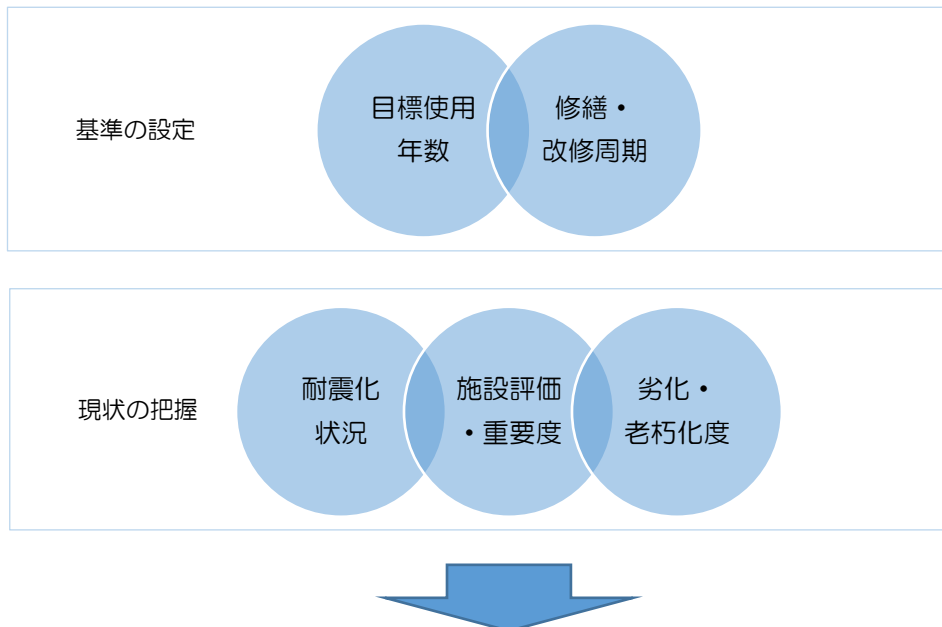 基準の設定
目標使用
年数
修繕・
改修周期
現状の把握
耐震化
状況
施設評価
・重要度
劣化・
老朽化度